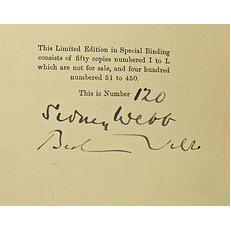 This Limited Edition in Special Binding
consists of fifty copies numbered I to L
which are not for sale, and four hundred
numbered 51 to 450.
This is Number 120
Sidney Webb